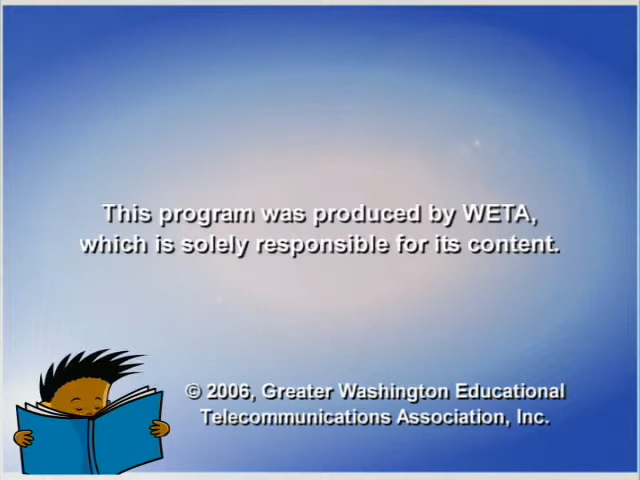 This program was produced by WETA,
which is solely responsible for its content.
© 2006, Greater Washington Educational
Telecommunications Association, Inc.